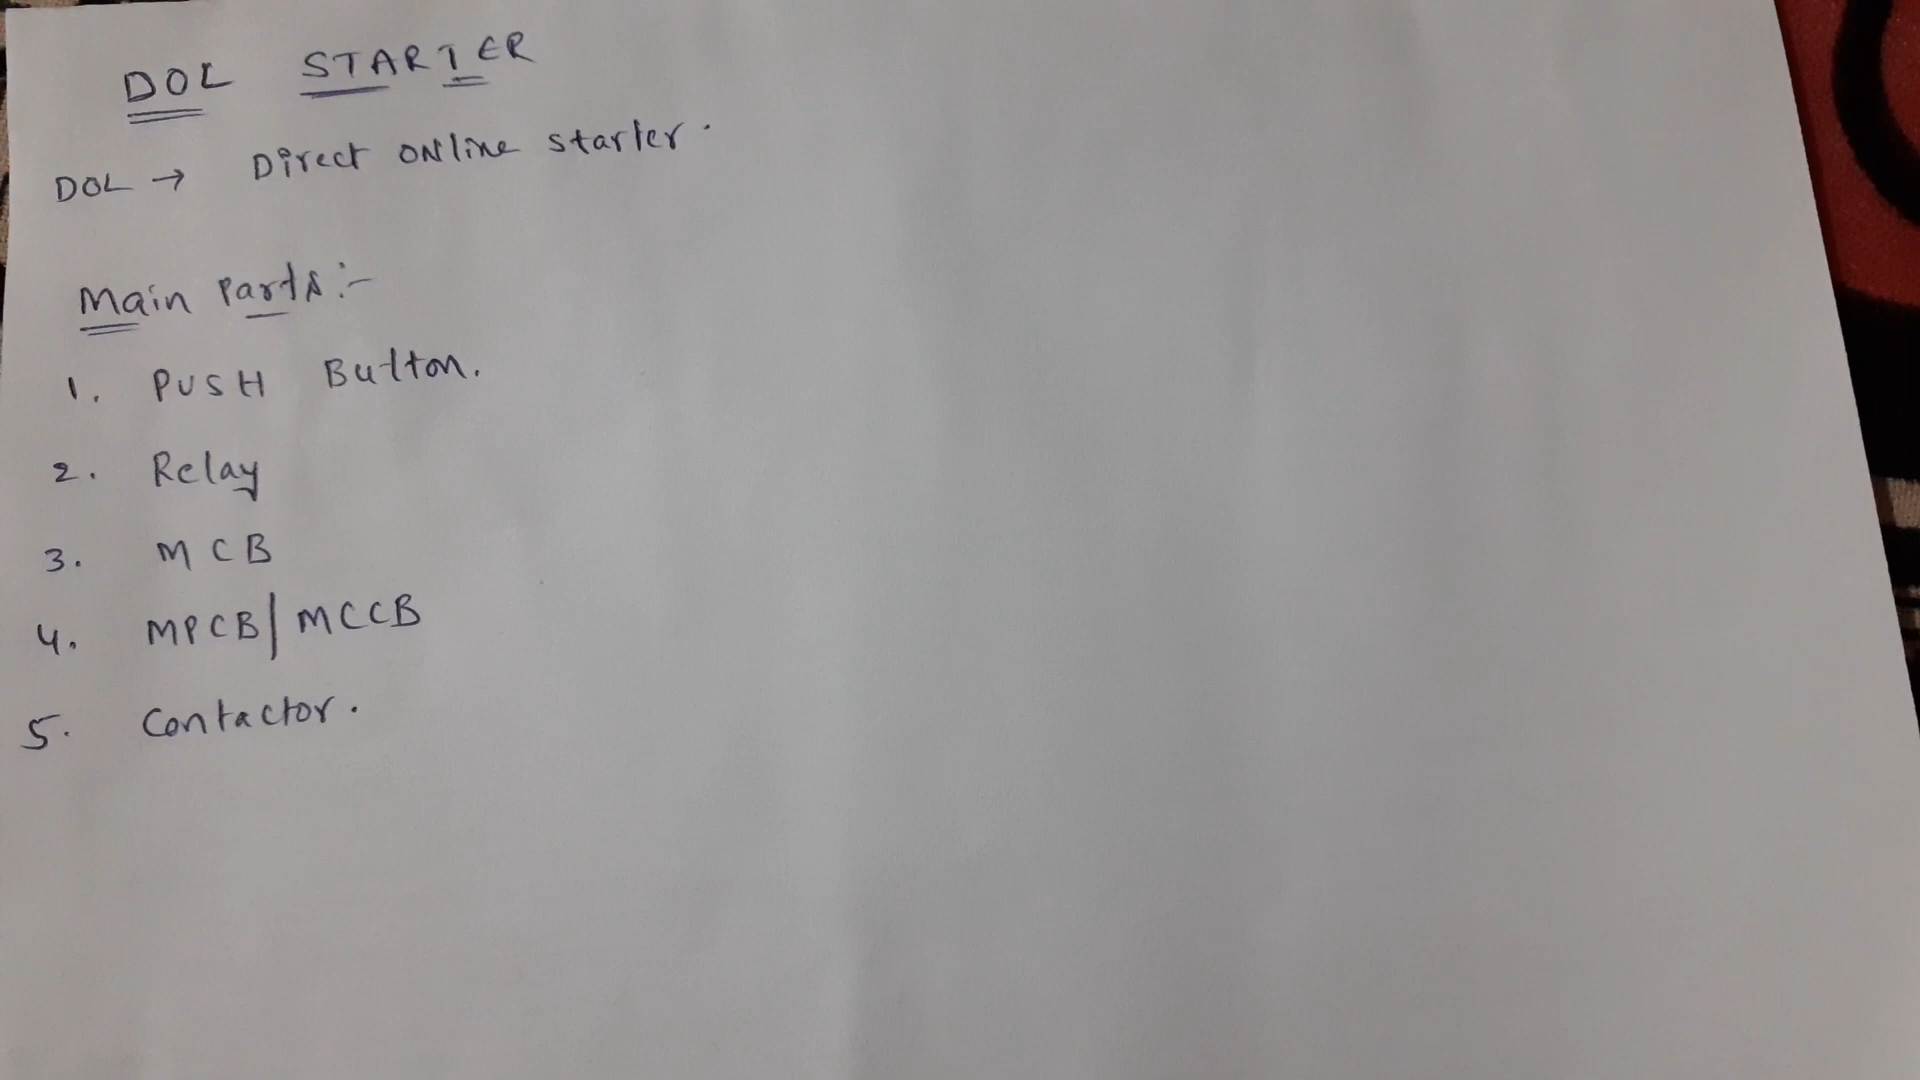 DOL STARTER
DOL → Direct ONline starter.
Main Parts:-
1. PUSH Button.
2. Relay
3. MCB
4. MPCB/MCCB
5. Contactor.